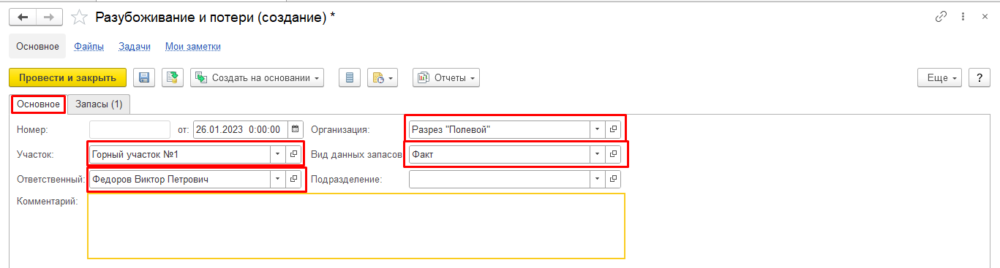 Разубоживание и потери (создание) *
Основное Файлы Задачи Мои заметки
Провести и закрыть Создать на основании Отчеты Еще ?
Основное Запасы (1)
Номер: от: 26.01.2023 0:00:00 Организация: Разрез "Полевой"
Участок: Горный участок №1 Вид данных запасов Факт
Ответственный: Федоров Виктор Петрович Подразделение:
Комментарий: